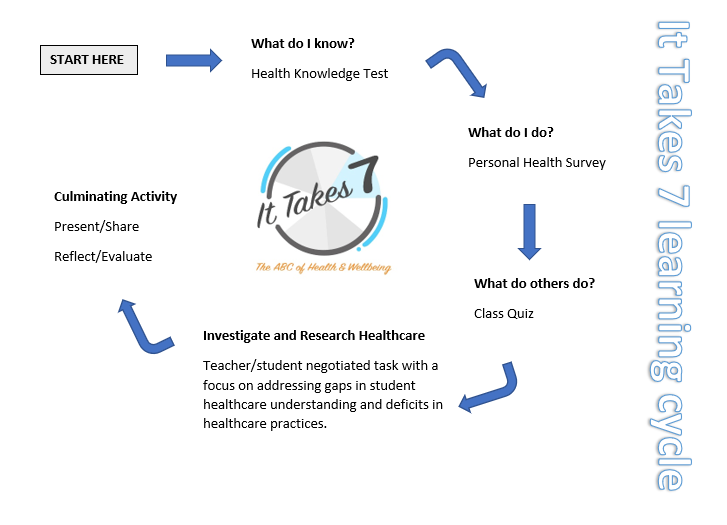 START HERE
What do I know?
Health Knowledge Test
What do I do?
Personal Health Survey
What do others do?
Class Quiz
Investigate and Research Healthcare
Teacher/student negotiated task with a
focus on addressing gaps in student
healthcare understanding and deficits in
healthcare practices.
Culminating Activity
Present/Share
Reflect/Evaluate
It Takes 7
The ABC of Health & Wellbeing
It Takes 7 learning cycle